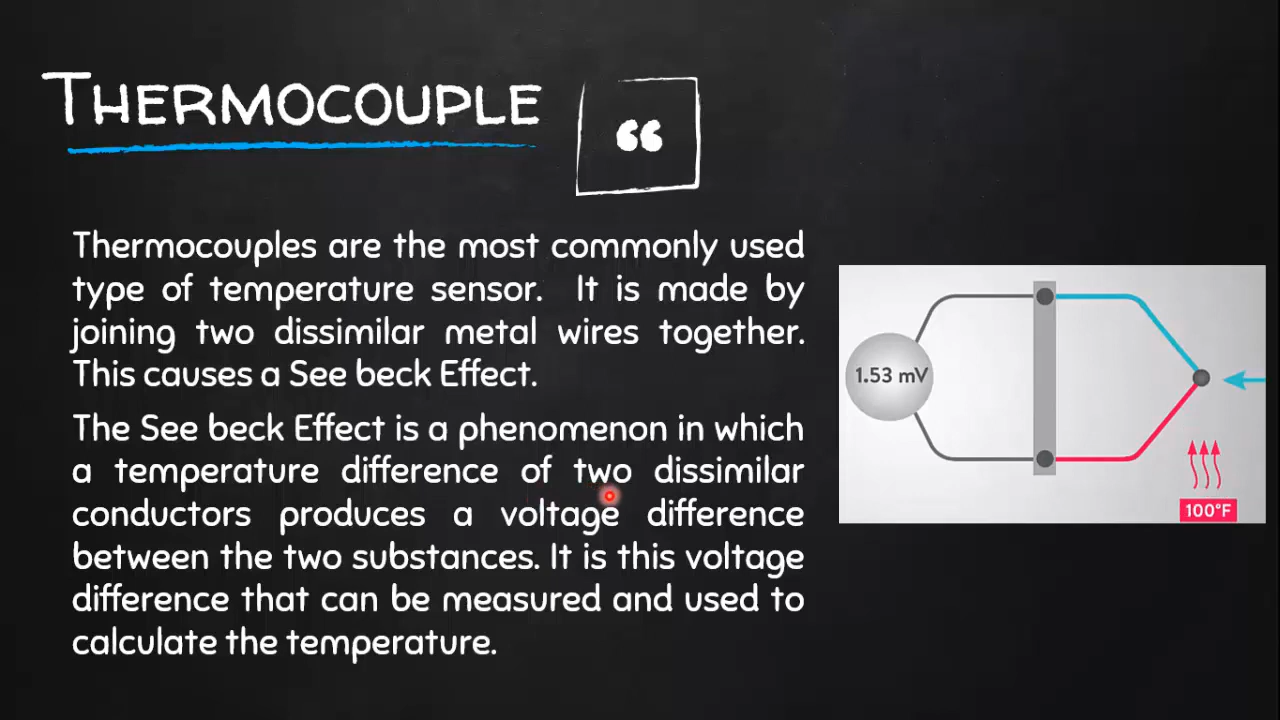 THERMOCOUPLE
“
Thermocouples are the most commonly used
type of temperature sensor. It is made by
joining two dissimilar metal wires together.
This causes a See beck Effect.
The See beck Effect is a phenomenon in which
a temperature difference of two dissimilar
conductors produces a voltage difference
between the two substances. It is this voltage
difference that can be measured and used to
calculate the temperature.
1.53 mV
100°F